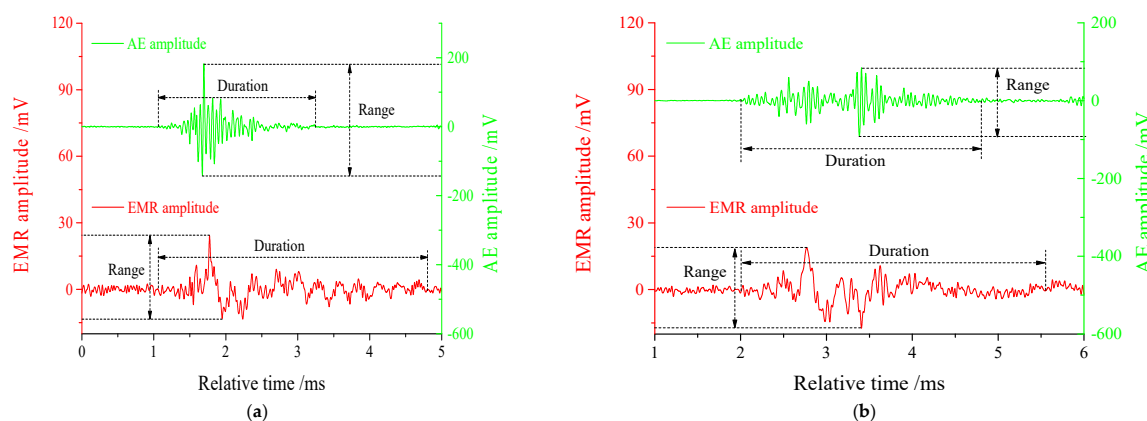 120
90
60
30
0
EMR amplitude /mV
AE amplitude
Duration
Range
EMR amplitude
Duration
Range
200
0
-200
-400
-600
AE amplitude /mV
0 1 2 3 4 5
Relative time /ms
(a)
120
90
60
30
0
EMR amplitude /mV
AE amplitude
Range
Duration
EMR amplitude
Duration
Range
200
0
-200
-400
-600
AE amplitude /mV
1 2 3 4 5 6
Relative time /ms
(b)